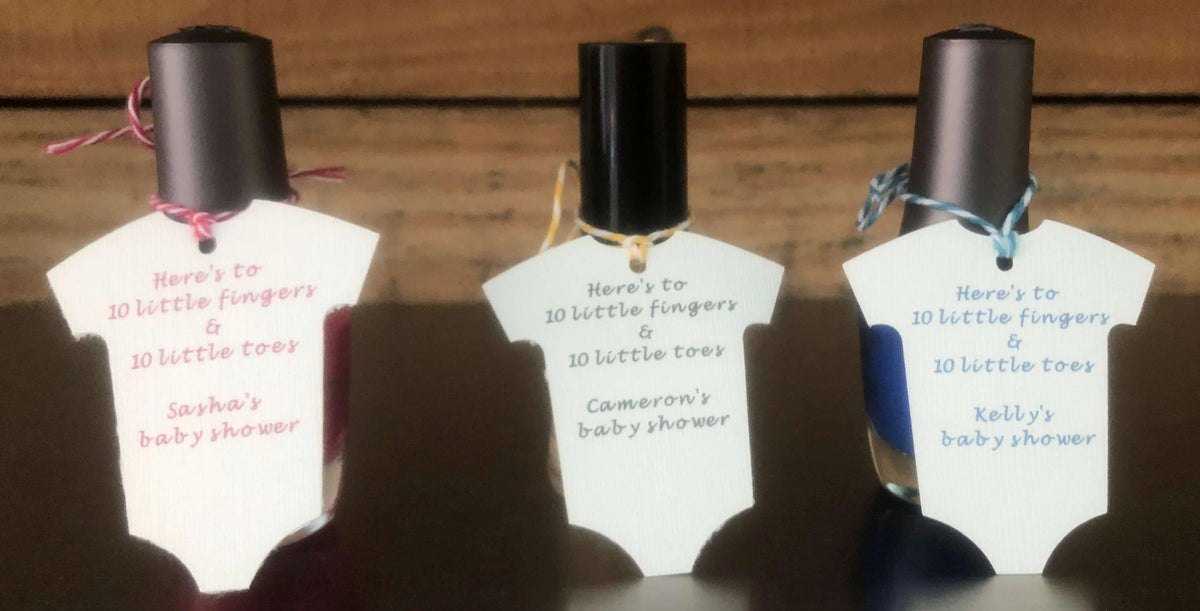 Here's to
10 little fingers
&
10 little toes
Sasha's
baby shower
Here's to
10 little fingers
&
10 little toes
Cameron's
baby shower
Here's to
10 little fingers
&
10 little toes
Kelly's
baby shower